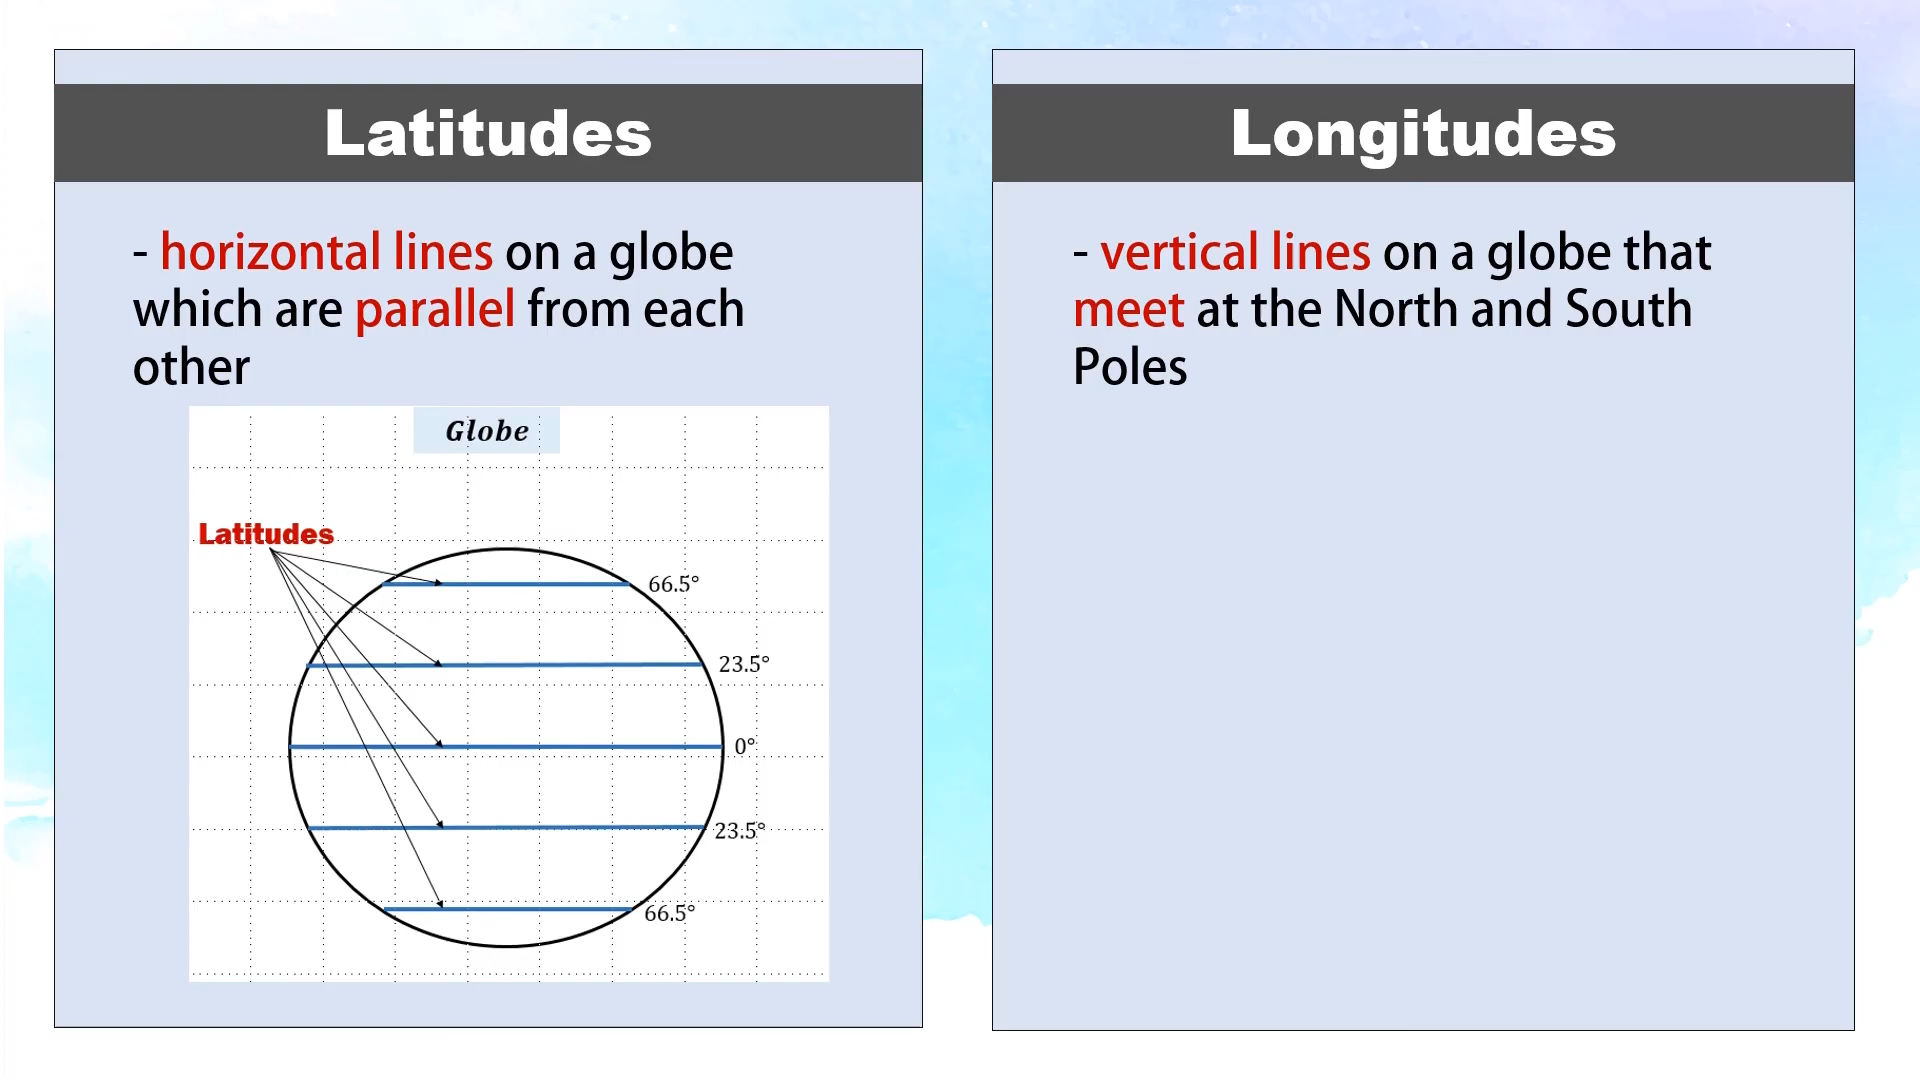 Latitudes
- horizontal lines on a globe
which are parallel from each
other
Globe
Latitudes
66.5°
23.5°
0°
23.5°
66.5°
Longitudes
- vertical lines on a globe that
meet at the North and South
Poles